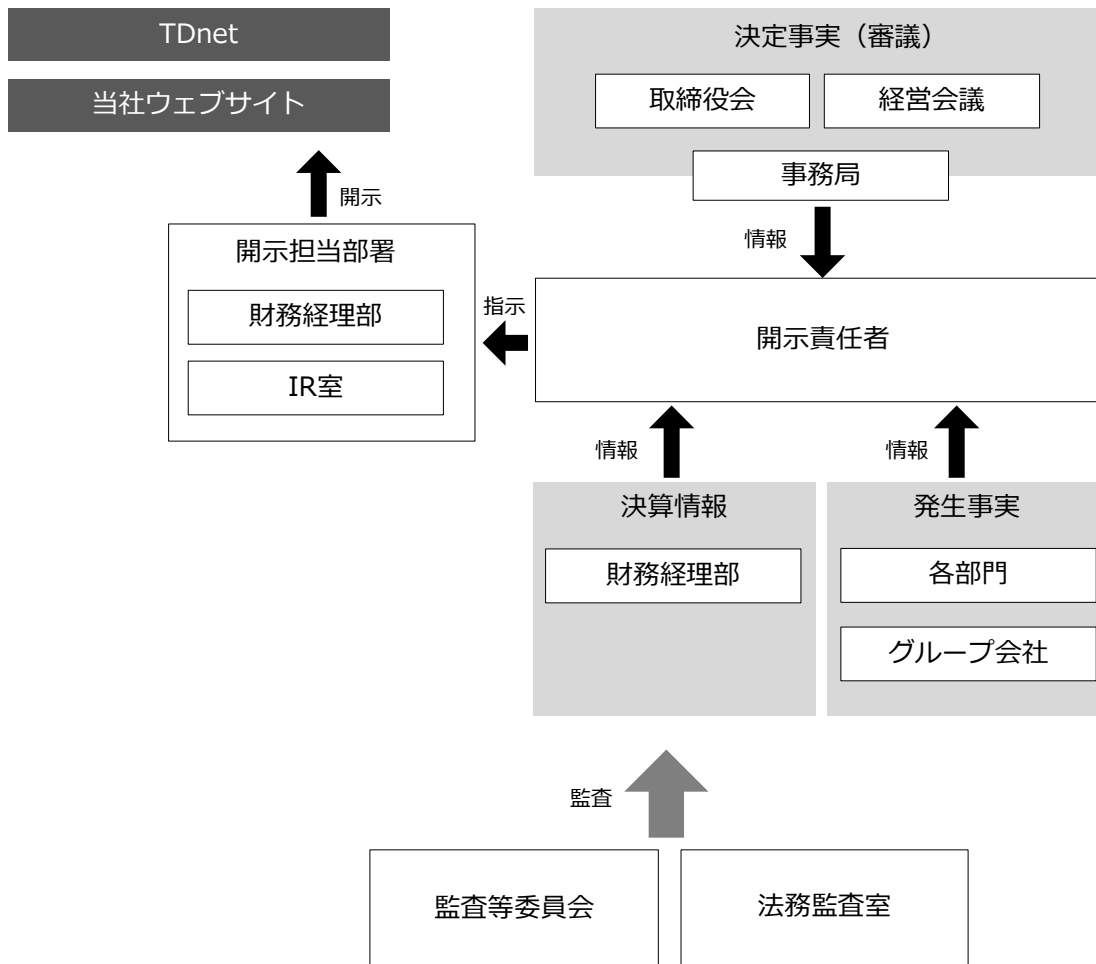 TDnet
当社ウェブサイト
決定事実（審議）
取締役会
経営会議
事務局
開示
情報
開示担当部署
財務経理部
IR室
指示
開示責任者
情報
情報
決算情報
財務経理部
発生事実
各部門
グループ会社
監査
監査等委員会
法務監査室